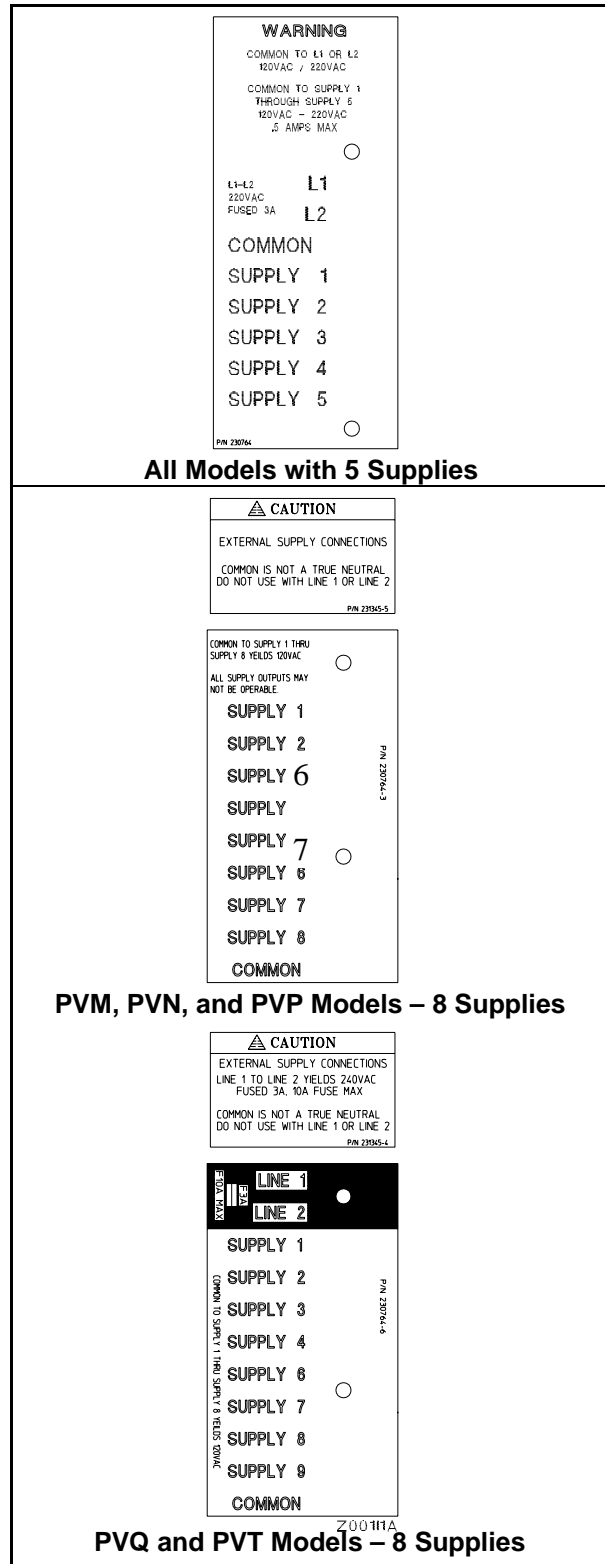 WARNING
COMMON TO L1 OR L2
120VAC / 220VAC
COMMON TO SUPPLY 1
THROUGH SUPPLY 5
120VAC – 220VAC
.5 AMPS MAX
L1–L2
220VAC
FUSED 3A
L1
L2
COMMON
SUPPLY 1
SUPPLY 2
SUPPLY 3
SUPPLY 4
SUPPLY 5
P/N 230764
All Models with 5 Supplies
CAUTION
EXTERNAL SUPPLY CONNECTIONS
COMMON IS NOT A TRUE NEUTRAL
DO NOT USE WITH LINE 1 OR LINE 2
P/N 231345-5
COMMON TO SUPPLY 1 THRU
SUPPLY 8 YEILDS 120VAC
ALL SUPPLY OUTPUTS MAY
NOT BE OPERABLE.
SUPPLY 1
SUPPLY 2
SUPPLY 6
SUPPLY
SUPPLY 7
SUPPLY 6
SUPPLY 7
SUPPLY 8
COMMON
P/N 230764-3
PVM, PVN, and PVP Models – 8 Supplies
CAUTION
EXTERNAL SUPPLY CONNECTIONS
LINE 1 TO LINE 2 YIELDS 240VAC
FUSED 3A, 10A FUSE MAX
COMMON IS NOT A TRUE NEUTRAL
DO NOT USE WITH LINE 1 OR LINE 2
P/N 231345-4
F10A MAX
F3A
LINE 1
LINE 2
SUPPLY 1
SUPPLY 2
SUPPLY 3
SUPPLY 4
SUPPLY 6
SUPPLY 7
SUPPLY 8
SUPPLY 9
COMMON
COMMON TO SUPPLY 1 THRU SUPPLY 8 YEILDS 120VAC
P/N 230764-6
PVQ and PVT Models – 8 Supplies